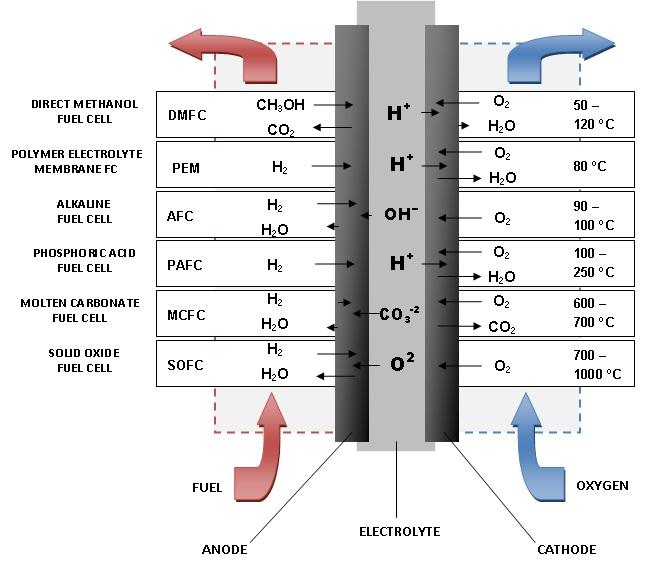 DIRECT METHANOL
FUEL CELL
DMFC
CH₃OH
CO₂
H⁺
O₂
H₂O
50 –
120 °C
POLYMER ELECTROLYTE
MEMBRANE FC
PEM
H₂
H⁺
O₂
H₂O
80 °C
ALKALINE
FUEL CELL
AFC
H₂
H₂O
OH⁻
O₂
90 –
100 °C
PHOSPHORIC ACID
FUEL CELL
PAFC
H₂
H⁺
O₂
H₂O
100 –
250 °C
MOLTEN CARBONATE
FUEL CELL
MCFC
H₂
H₂O
CO₃⁻²
O₂
CO₂
600 –
700 °C
SOLID OXIDE
FUEL CELL
SOFC
H₂
H₂O
O²
O₂
700 –
1000 °C
FUEL
OXYGEN
ELECTROLYTE
ANODE
CATHODE